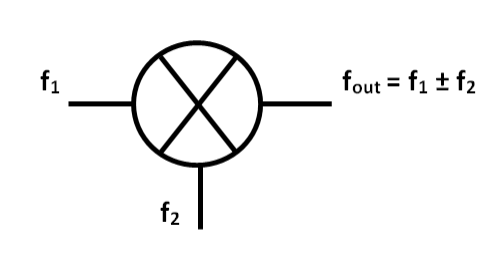 f₁
f₂
fₒᵤₜ = f₁ ± f₂